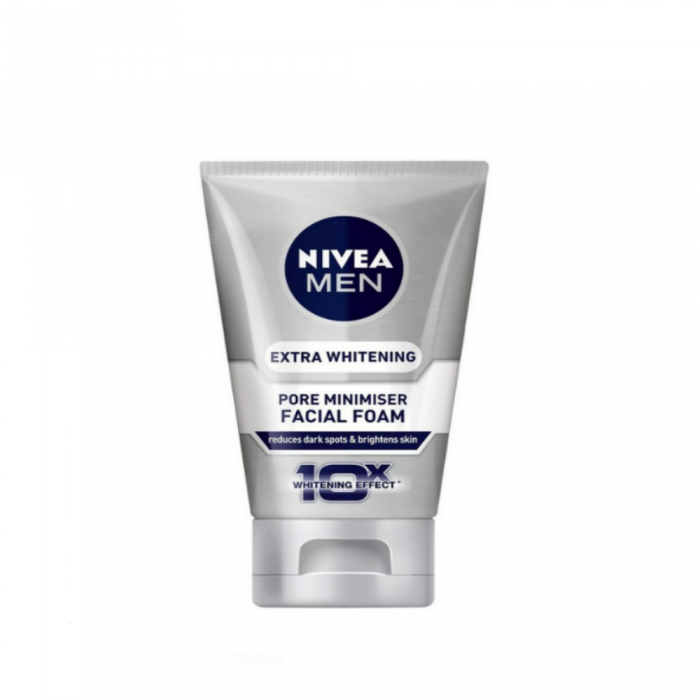 NIVEA
MEN
EXTRA WHITENING
PORE MINIMISER
FACIAL FOAM
reduces dark spots & brightens skin
10X
WHITENING EFFECT*